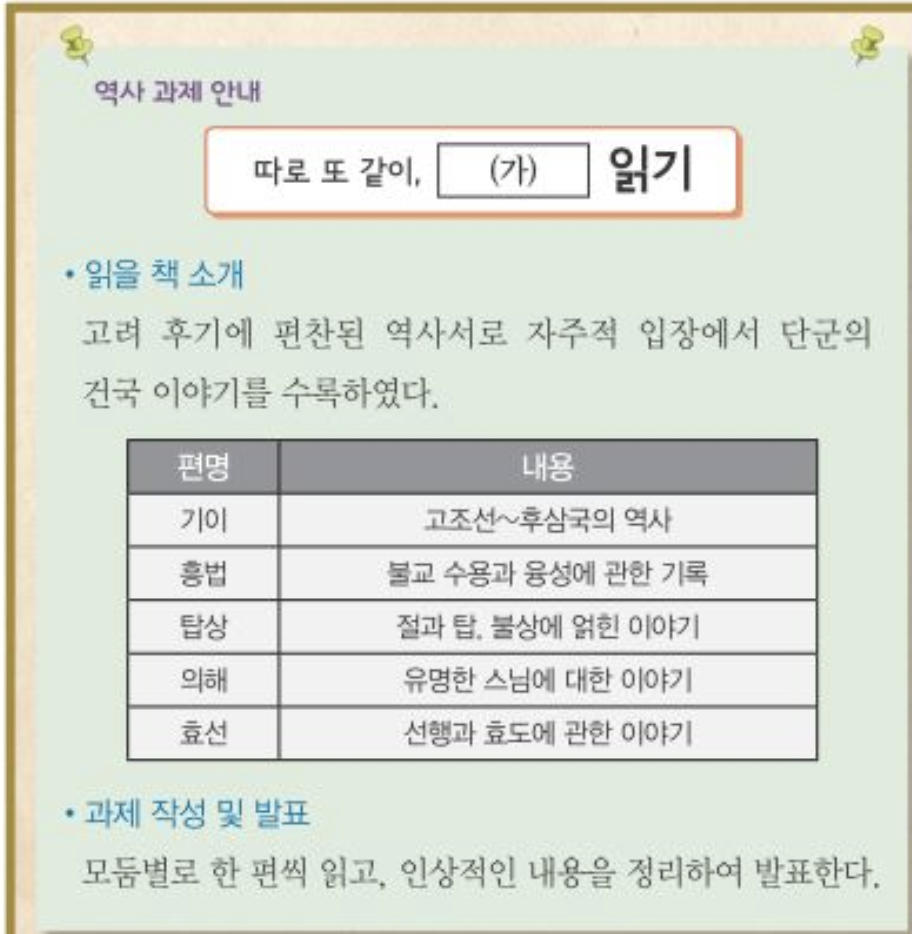 역사 과제 안내
따로 또 같이, (가) 읽기
• 읽을 책 소개
고려 후기에 편찬된 역사서로 자주적 입장에서 단군의
건국 이야기를 수록하였다.
편명 내용
기이 고조선~후삼국의 역사
흥법 불교 수용과 융성에 관한 기록
탑상 절과 탑, 불상에 얽힌 이야기
의해 유명한 스님에 대한 이야기
효선 선행과 효도에 관한 이야기
• 과제 작성 및 발표
모둠별로 한 편씩 읽고, 인상적인 내용을 정리하여 발표한다.